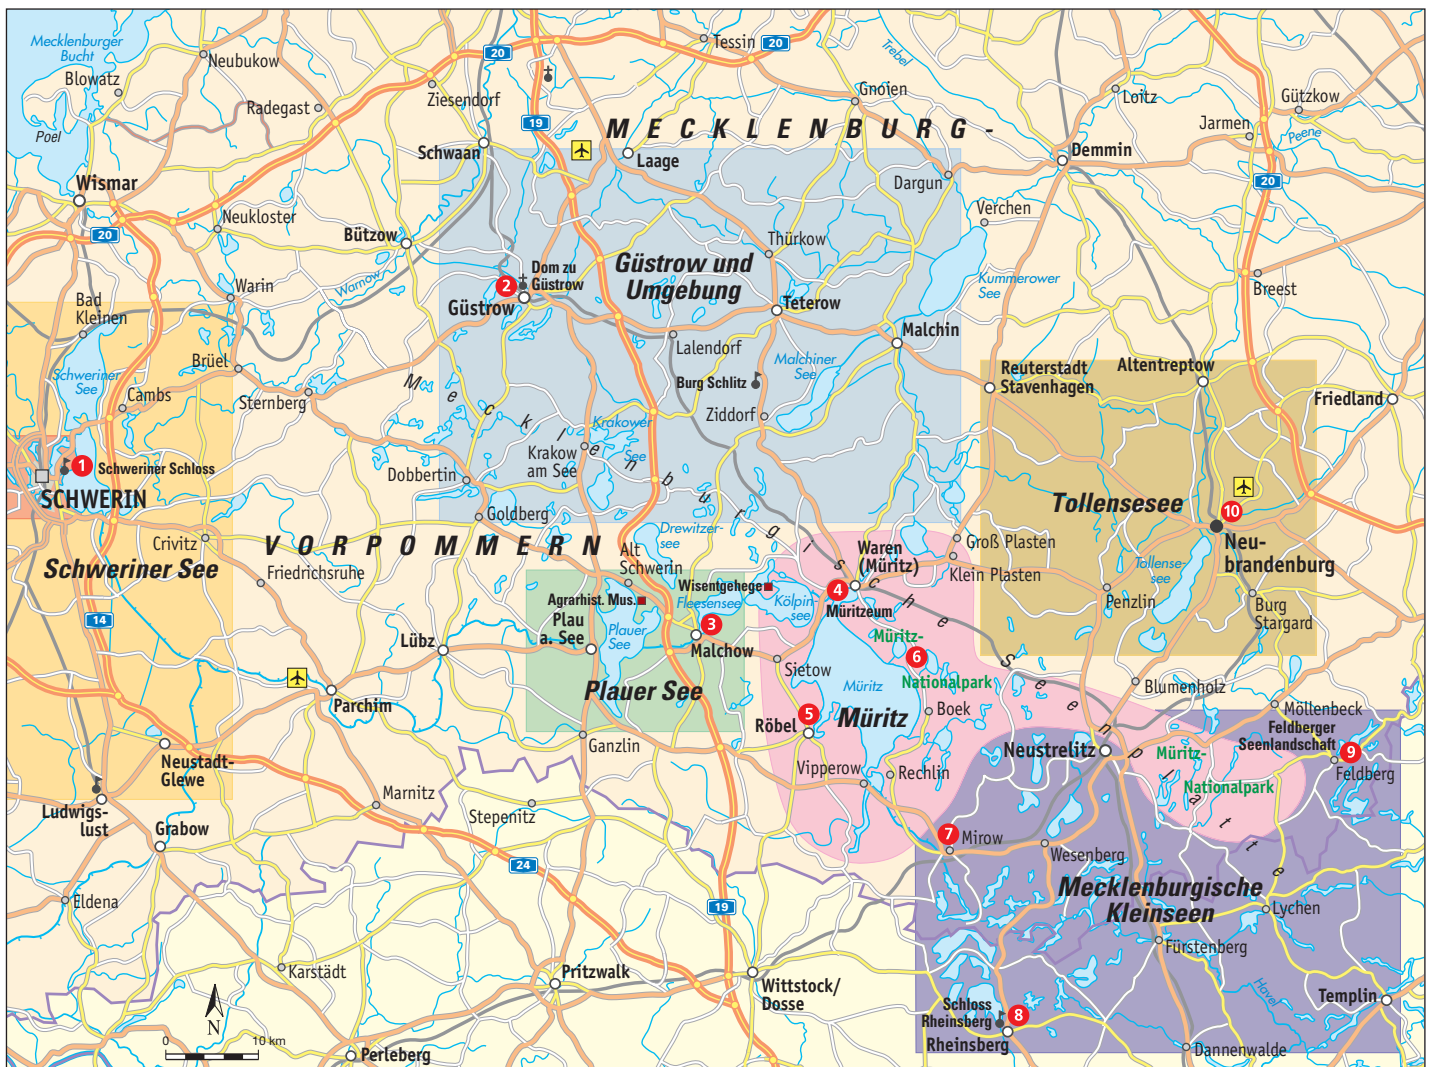 Mecklenburger
Bucht
Blowatz
Poel
Neubukow
Radegast
Ziesendorf
20
19
Tessin
20
Trebel
Gnoien
MECKLENBURG-
Loitz
Gützkow
Jarmen
Peene
Schwaan
Laage
Demmin
Dargun
20
Wismar
Neukloster
Verchen
20
Bützow
Thürkow
Warnow
Warin
Dom zu
Güstrow
2
Güstrow
Güstrow und
Umgebung
Kummerower
See
Breest
Bad
Kleinen
Teterow
Malchin
Lalendorf
Brüel
Schweriner
See
Cambs
Sternberg
Burg Schlitz
Malchiner
See
Reuterstadt
Stavenhagen
Altentreptow
Friedland
Mecklenburgische Seenplatte
Ziddorf
Krakower
See
Krakow
am See
1
Schweriner Schloss
SCHWERIN
Dobbertin
Goldberg
Tollensesee
10
Neu-
brandenburg
Crivitz
VORPOMMERN
Schweriner See
Friedrichsruhe
Drewitzer-
see
Alt
Schwerin
Waren
(Müritz)
Groß Plasten
Klein Plasten
Tollense-
see
Penzlin
Burg
Stargard
14
Wisentgehege
Agrarhist. Mus.
Fleesensee
Kölpin-
see
4
Müritzeum
Plau
a. See
Plauer
See
3
Malchow
Lübz
Müritz-
6
Nationalpark
Sietow
Parchim
Plauer See
Müritz
Müritz
Boek
Blumenholz
Möllenbeck
5
Röbel
Ganzlin
Neustrelitz
Feldberger
Seenlandschaft
9
Feldberg
Neustadt-
Glewe
Vipperow
Rechlin
Müritz-
Nationalpark
Ludwigs-
lust
Marnitz
Stepenitz
Grabow
7
Mirow
Wesenberg
24
Mecklenburgische
Kleinseen
Eldena
19
Lychen
Fürstenberg
Karstädt
Pritzwalk
Wittstock/
Dosse
Havel
Templin
Schloss
Rheinsberg
8
Rheinsberg
N
0
10 km
Perleberg
Dannenwalde